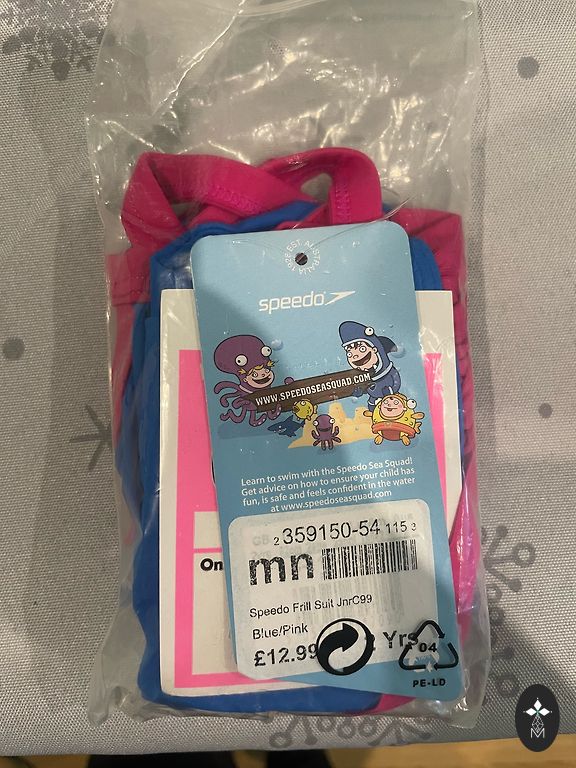 1928 EST. AUSTRALIA
speedo
WWW.SPEEDOSEASQUAD.COM
Learn to swim with the Speedo Sea Squad!
Get advice on how to ensure your child has
fun, is safe and feels confident in the water
at www.speedoseasquad.com
2 359150-54 115 3
mn
Speedo Frill Suit JnrC99
Blue/Pink
£12.99 Yrs
On
04
PE-LD
M